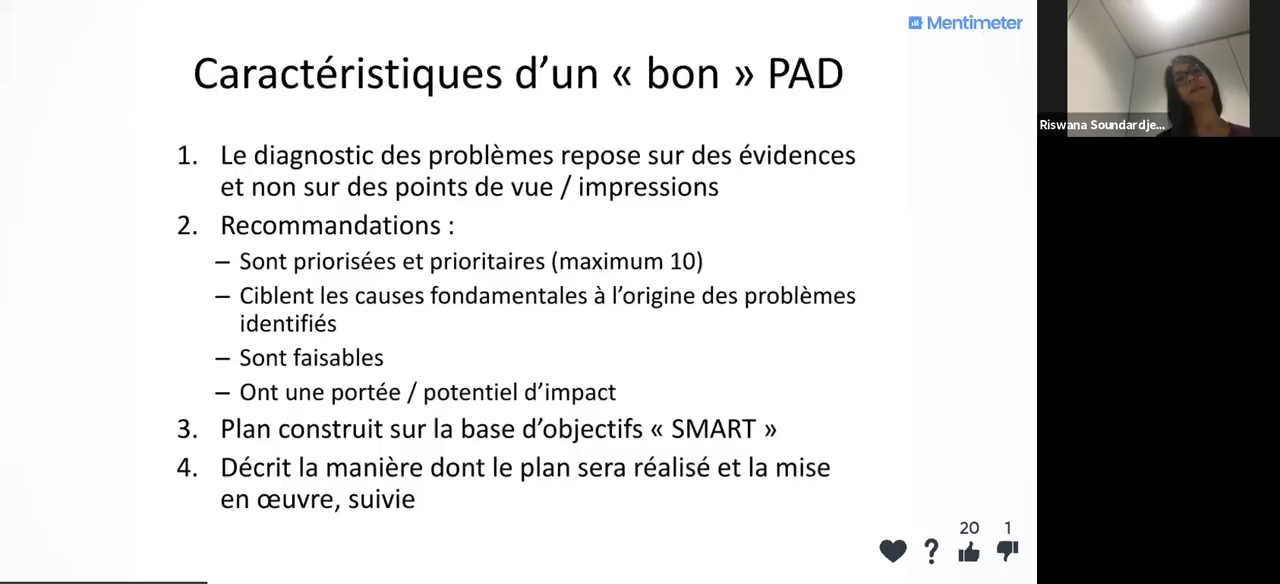 Mentimeter
Caractéristiques d’un « bon » PAD
1. Le diagnostic des problèmes repose sur des évidences
et non sur des points de vue / impressions
2. Recommandations :
– Sont priorisées et prioritaires (maximum 10)
– Ciblent les causes fondamentales à l’origine des problèmes
identifiés
– Sont faisables
– Ont une portée / potentiel d’impact
3. Plan construit sur la base d’objectifs « SMART »
4. Décrit la manière dont le plan sera réalisé et la mise
en œuvre, suivie
20 1
?
Riswana Soundardje...